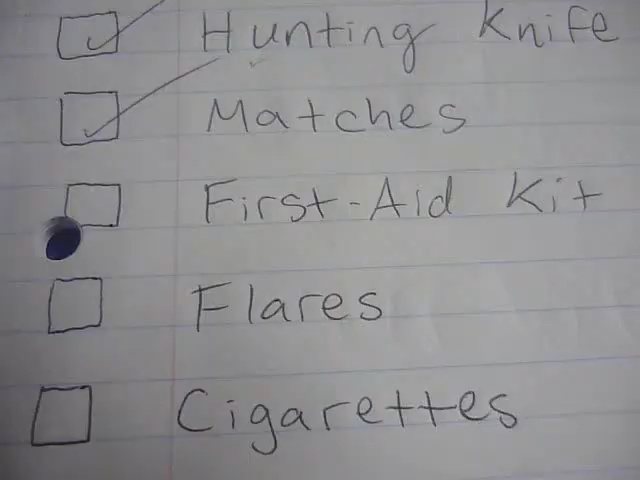 Hunting Knife
Matches
First-Aid Kit
Flares
Cigarettes